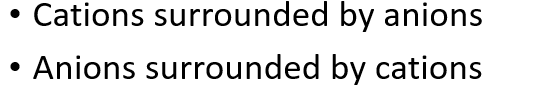 • Cations surrounded by anions
• Anions surrounded by cations